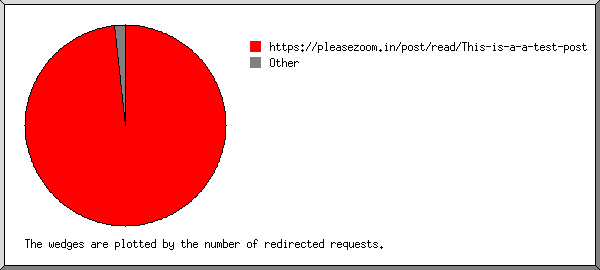 https://pleasezoom.in/post/read/This-is-a-a-test-post
Other
The wedges are plotted by the number of redirected requests.